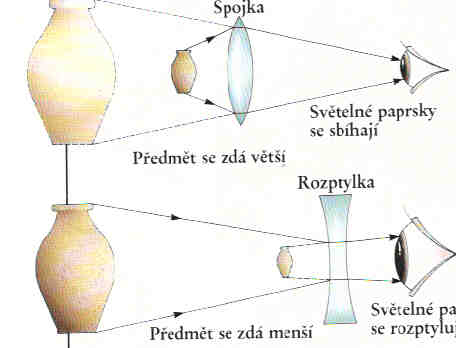 Spojka
Světelné paprsky
se sbíhají
Předmět se zdá větší
Rozptylka
Světelné pa
se rozptyluj
Předmět se zdá menší